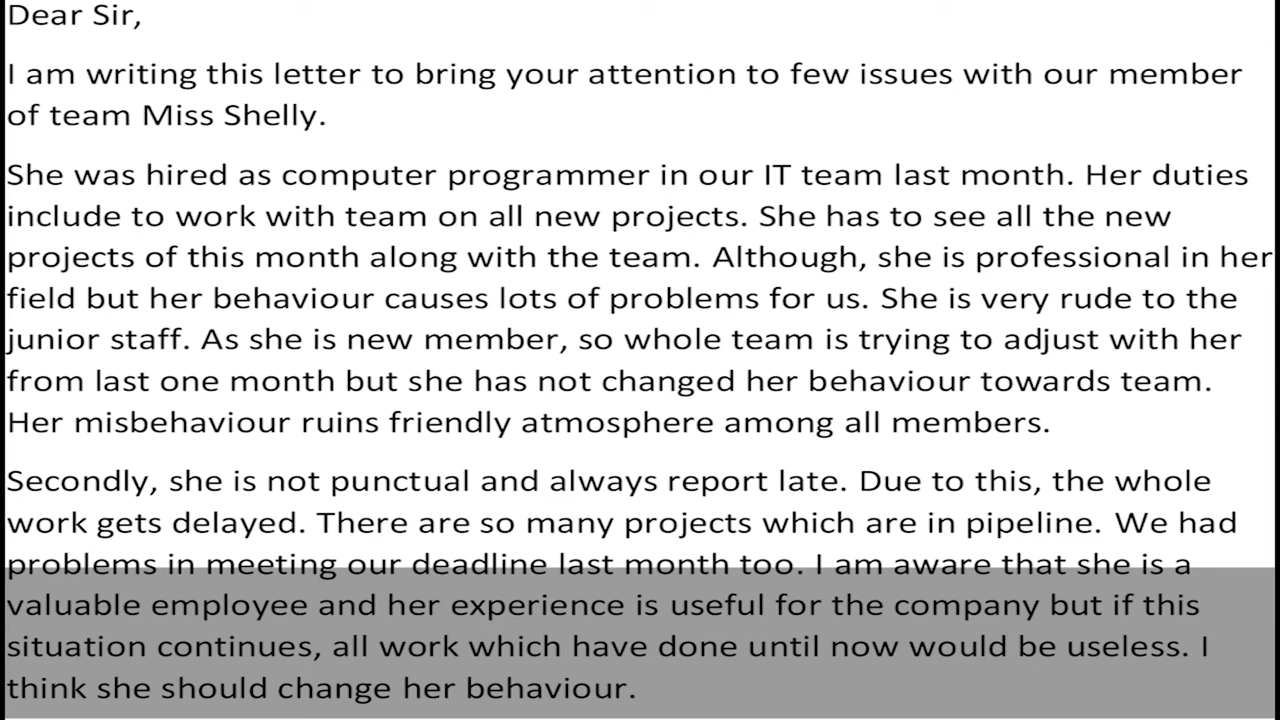 Dear Sir,
I am writing this letter to bring your attention to few issues with our member
of team Miss Shelly.
She was hired as computer programmer in our IT team last month. Her duties
include to work with team on all new projects. She has to see all the new
projects of this month along with the team. Although, she is professional in her
field but her behaviour causes lots of problems for us. She is very rude to the
junior staff. As she is new member, so whole team is trying to adjust with her
from last one month but she has not changed her behaviour towards team.
Her misbehaviour ruins friendly atmosphere among all members.
Secondly, she is not punctual and always report late. Due to this, the whole
work gets delayed. There are so many projects which are in pipeline. We had
problems in meeting our deadline last month too. I am aware that she is a
valuable employee and her experience is useful for the company but if this
situation continues, all work which have done until now would be useless. I
think she should change her behaviour.